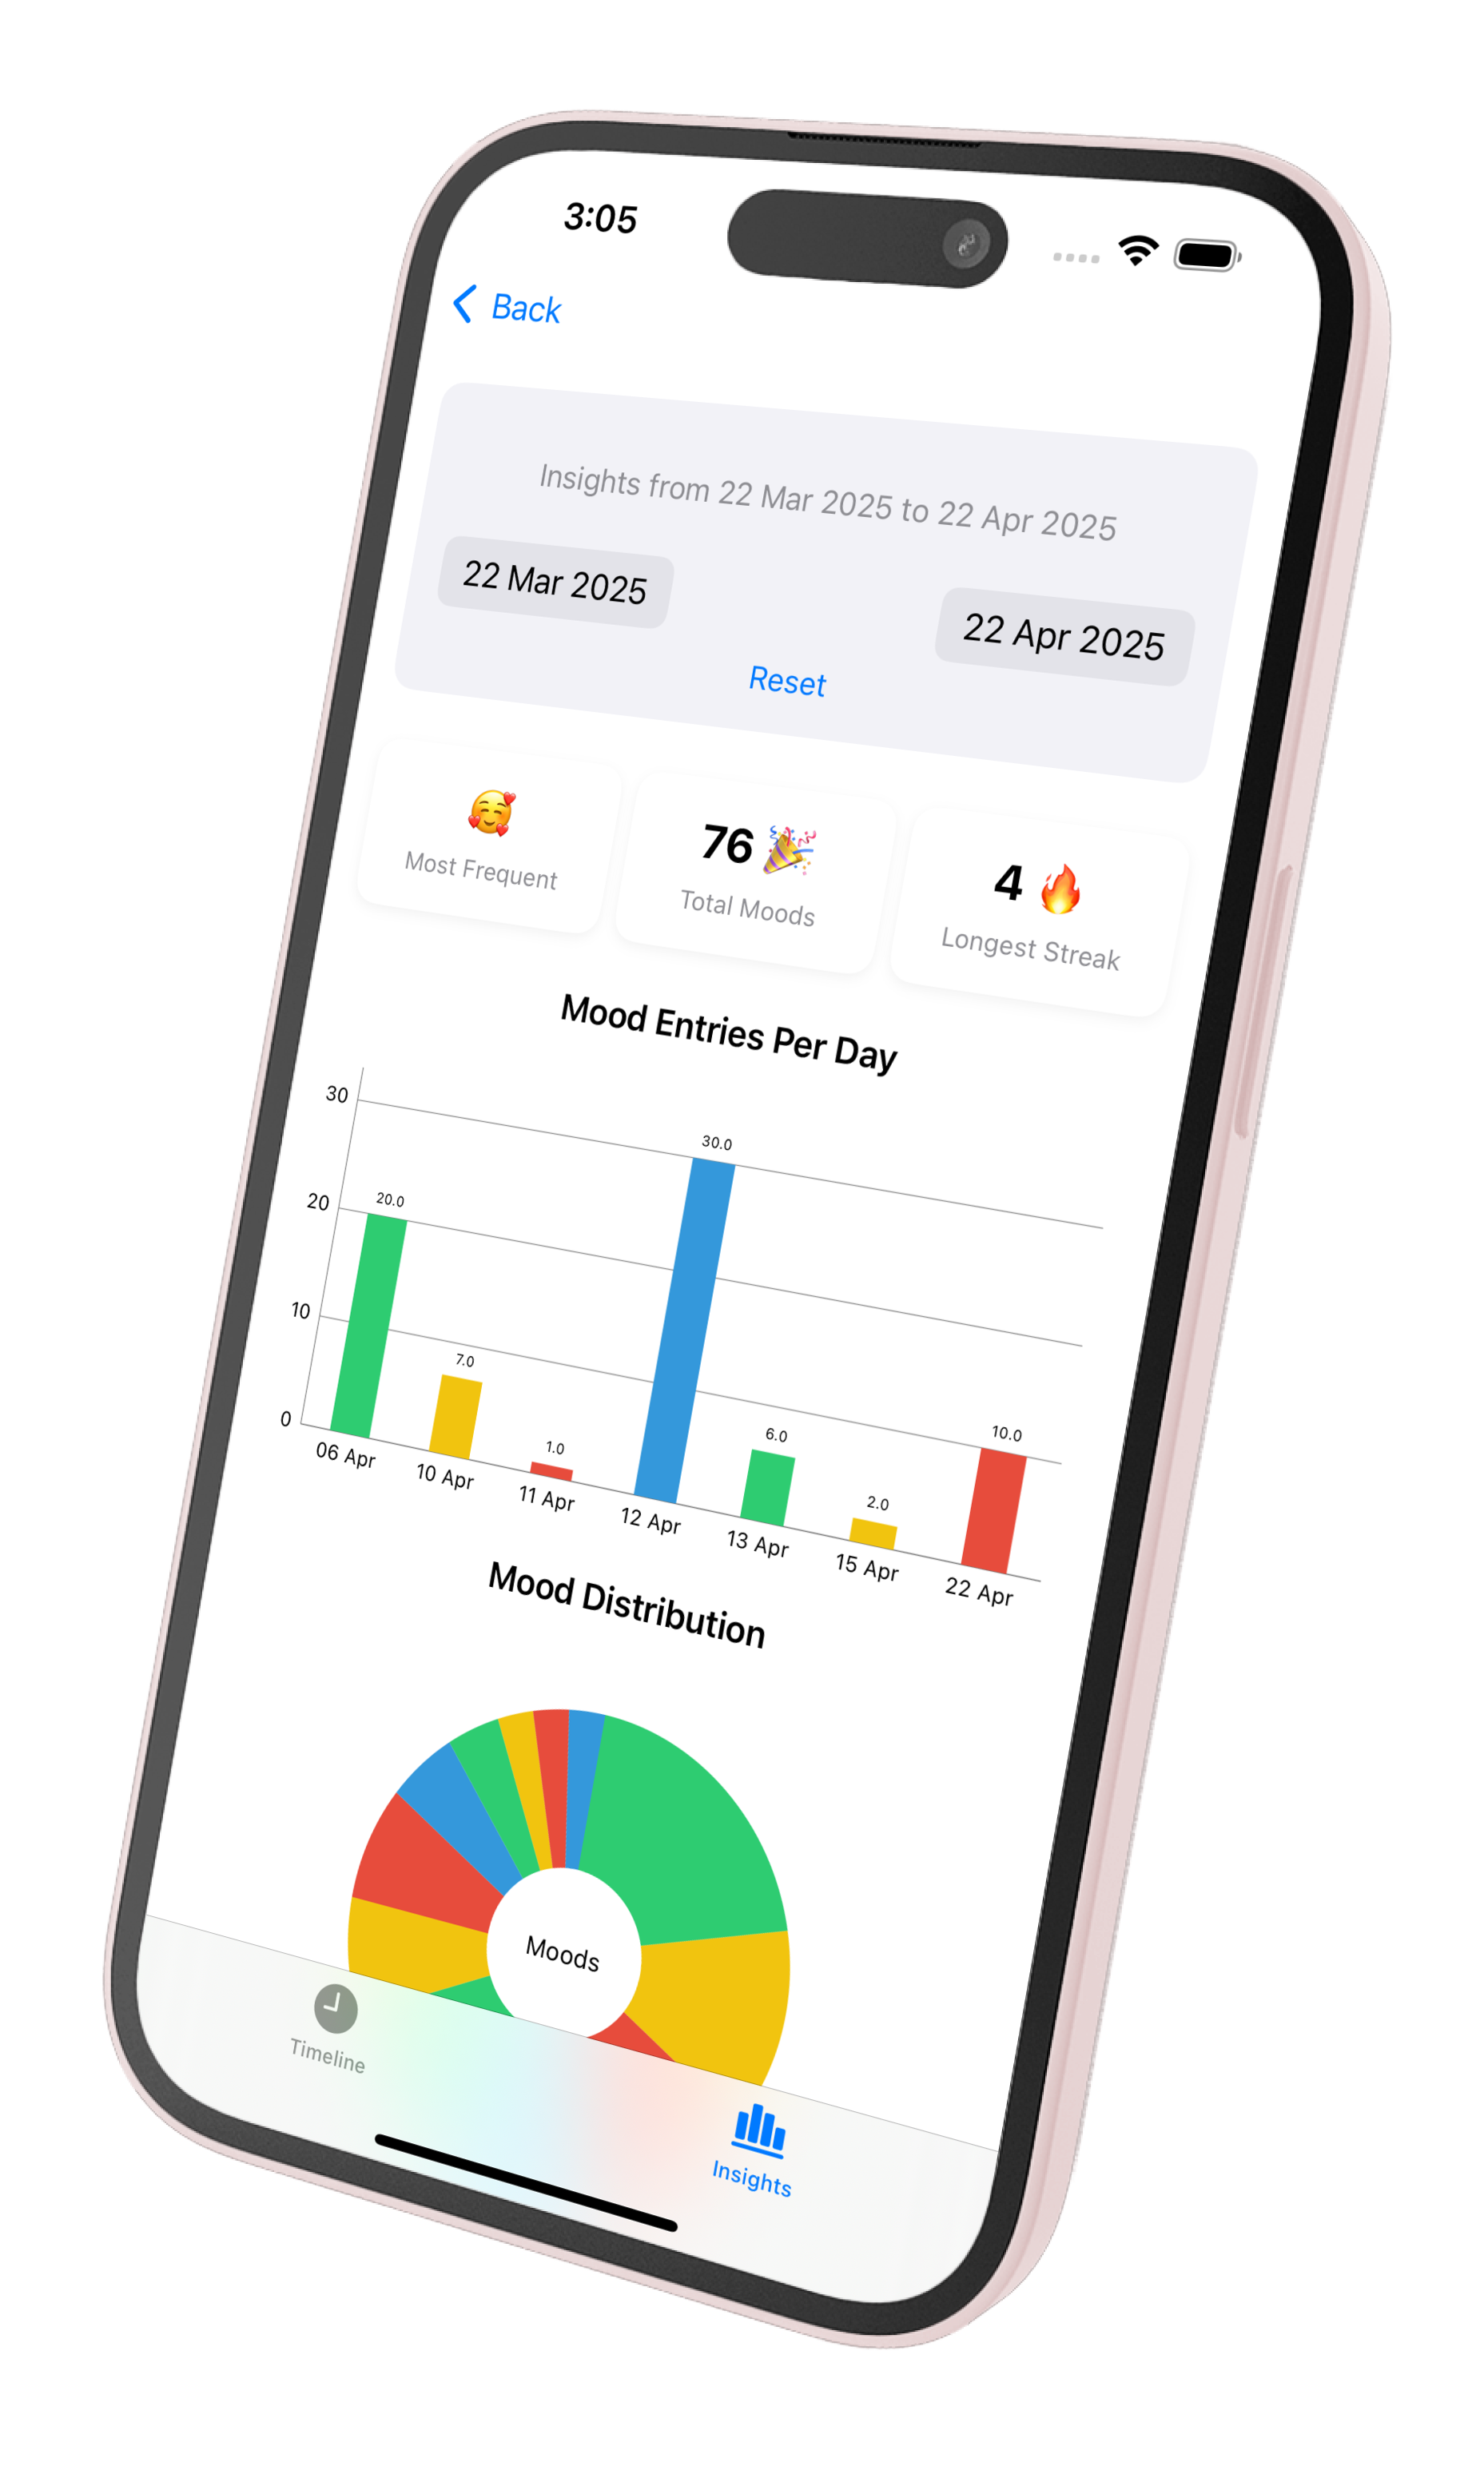 3:05
Back
Insights from 22 Mar 2025 to 22 Apr 2025
22 Mar 2025
22 Apr 2025
Reset
🥰
Most Frequent
76 🎉
Total Moods
4 🔥
Longest Streak
Mood Entries Per Day
30
20
10
0
20.0
7.0
1.0
30.0
6.0
2.0
10.0
06 Apr
10 Apr
11 Apr
12 Apr
13 Apr
15 Apr
22 Apr
Mood Distribution
Moods
Timeline
Insights